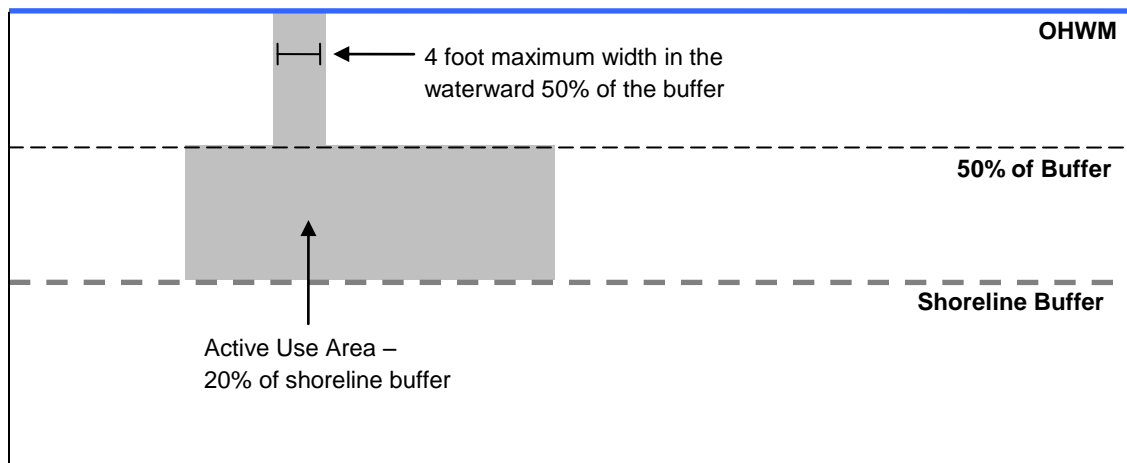 OHWM
4 foot maximum width in the
waterward 50% of the buffer
50% of Buffer
Shoreline Buffer
Active Use Area –
20% of shoreline buffer